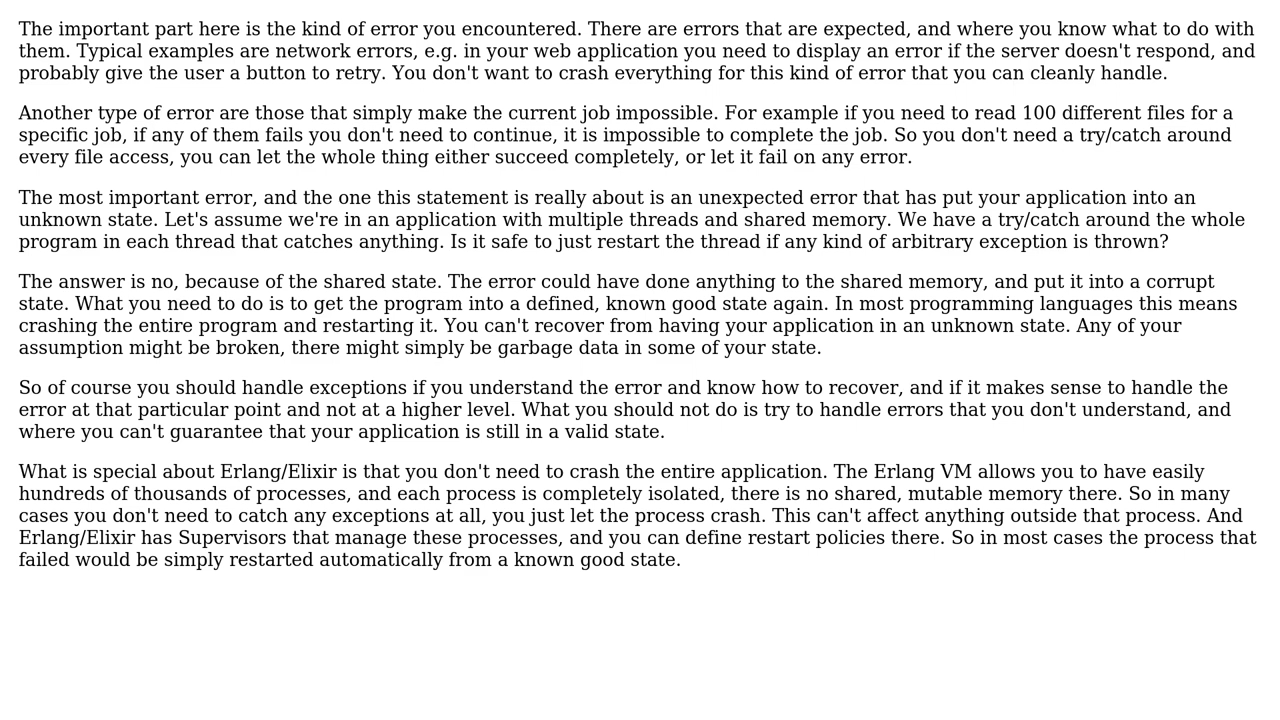 The important part here is the kind of error you encountered. There are errors that are expected, and where you know what to do with
them. Typical examples are network errors, e.g. in your web application you need to display an error if the server doesn't respond, and
probably give the user a button to retry. You don't want to crash everything for this kind of error that you can cleanly handle.
Another type of error are those that simply make the current job impossible. For example if you need to read 100 different files for a
specific job, if any of them fails you don't need to continue, it is impossible to complete the job. So you don't need a try/catch around
every file access, you can let the whole thing either succeed completely, or let it fail on any error.
The most important error, and the one this statement is really about is an unexpected error that has put your application into an
unknown state. Let's assume we're in an application with multiple threads and shared memory. We have a try/catch around the whole
program in each thread that catches anything. Is it safe to just restart the thread if any kind of arbitrary exception is thrown?
The answer is no, because of the shared state. The error could have done anything to the shared memory, and put it into a corrupt
state. What you need to do is to get the program into a defined, known good state again. In most programming languages this means
crashing the entire program and restarting it. You can't recover from having your application in an unknown state. Any of your
assumption might be broken, there might simply be garbage data in some of your state.
So of course you should handle exceptions if you understand the error and know how to recover, and if it makes sense to handle the
error at that particular point and not at a higher level. What you should not do is try to handle errors that you don't understand, and
where you can't guarantee that your application is still in a valid state.
What is special about Erlang/Elixir is that you don't need to crash the entire application. The Erlang VM allows you to have easily
hundreds of thousands of processes, and each process is completely isolated, there is no shared, mutable memory there. So in many
cases you don't need to catch any exceptions at all, you just let the process crash. This can't affect anything outside that process. And
Erlang/Elixir has Supervisors that manage these processes, and you can define restart policies there. So in most cases the process that
failed would be simply restarted automatically from a known good state.